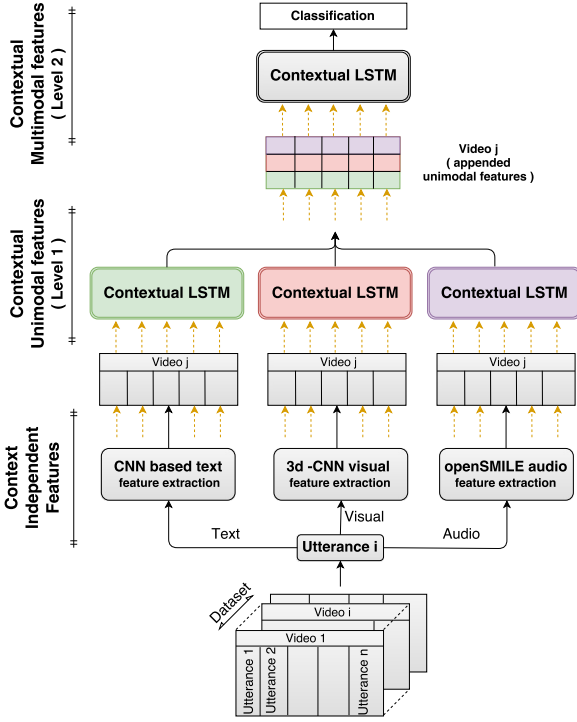 Classification
Contextual
Multimodal features
( Level 2 )
Contextual LSTM
Video j
( appended
unimodal features )
Contextual
Unimodal features
( Level 1 )
Contextual LSTM
Contextual LSTM
Contextual LSTM
Video j
Video j
Video j
Context
Independent
Features
CNN based text
feature extraction
3d -CNN visual
feature extraction
openSMILE audio
feature extraction
Text
Visual
Audio
Utterance i
Dataset
Video i
Video 1
Utterance 1
Utterance 2
Utterance n